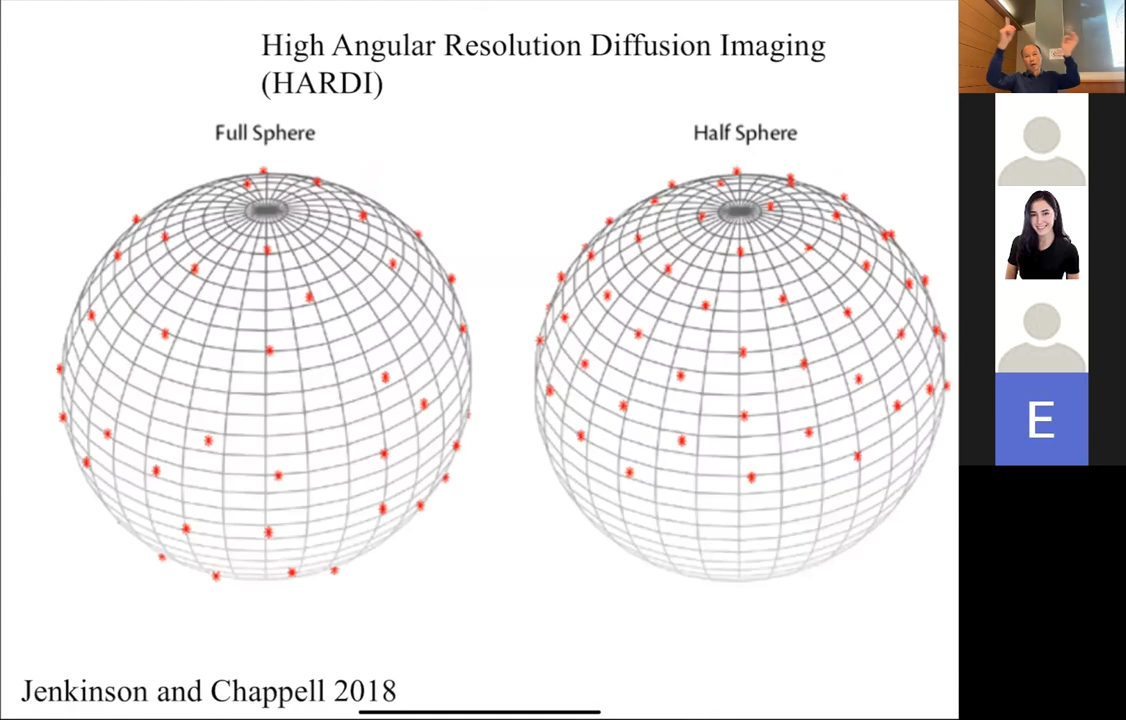 High Angular Resolution Diffusion Imaging
(HARDI)
Full Sphere
Half Sphere
Jenkinson and Chappell 2018
E